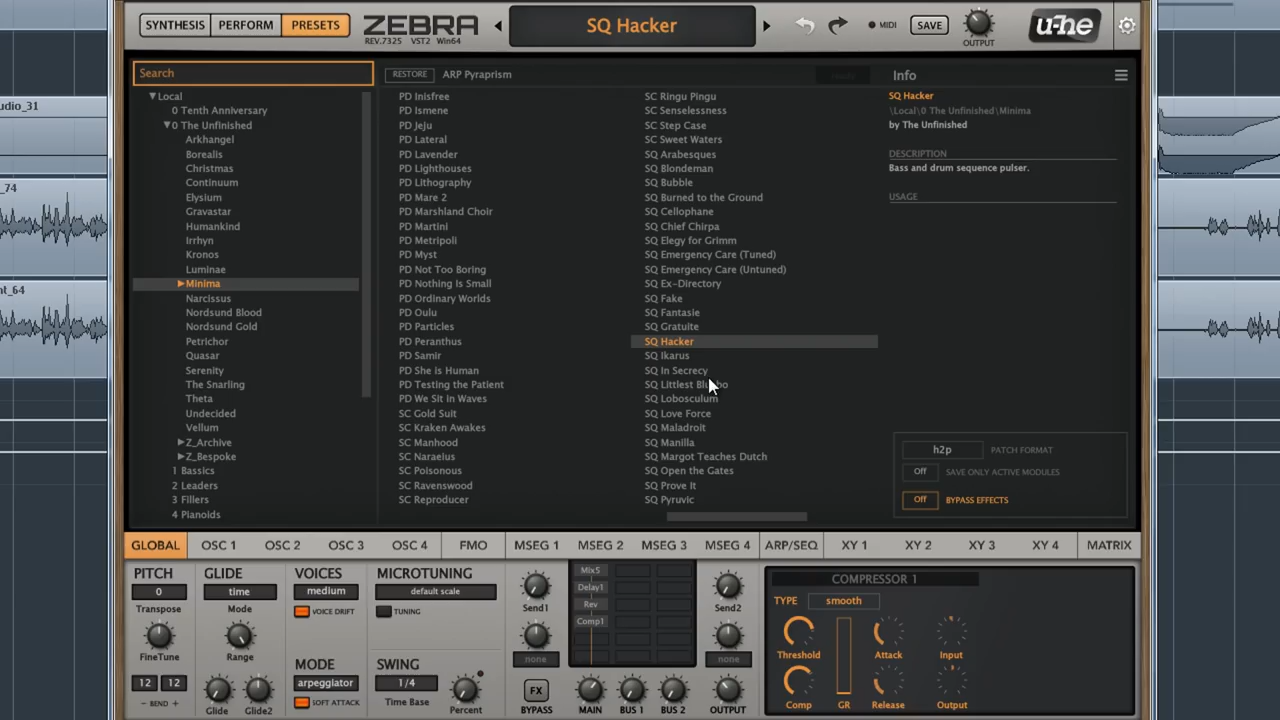 SYNTHESIS PERFORM PRESETS
ZEBRA
REV.7325 VST2 Win64
SQ Hacker
MIDI
SAVE
OUTPUT
u-he
Search
Local
0 Tenth Anniversary
0 The Unfinished
Arkhangel
Borealis
Christmas
Continuum
Elysium
Gravastar
Humankind
Irrhyn
Kronos
Luminae
Minima
Narcissus
Nordsund Blood
Nordsund Gold
Petrichor
Quasar
Serenity
The Snarling
Theta
Undecided
Vellum
Z_Archive
Z_Bespoke
1 Bassics
2 Leaders
3 Fillers
4 Pianoids
RESTORE ARP Pyraprism
PD Inisfree
PD Ismene
PD Jeju
PD Lateral
PD Lavender
PD Lighthouses
PD Lithography
PD Mare 2
PD Marshland Choir
PD Martini
PD Metripoli
PD Myst
PD Not Too Boring
PD Nothing Is Small
PD Ordinary Worlds
PD Oulu
PD Particles
PD Peranthus
PD Samir
PD She is Human
PD Testing the Patient
PD We Sit in Waves
SC Gold Suit
SC Kraken Awakes
SC Manhood
SC Naraeius
SC Poisonous
SC Ravenswood
SC Reproducer
SC Ringu Pingu
SC Senselessness
SC Step Case
SC Sweet Waters
SQ Arabesques
SQ Blondeman
SQ Bubble
SQ Burned to the Ground
SQ Cellophane
SQ Chief Chirpa
SQ Elegy for Grimm
SQ Emergency Care (Tuned)
SQ Emergency Care (Untuned)
SQ Ex-Directory
SQ Fake
SQ Fantasie
SQ Gratuite
SQ Hacker
SQ Ikarus
SQ In Secrecy
SQ Littlest
SQ Lobosculum
SQ Love Force
SQ Maladroit
SQ Manilla
SQ Margot Teaches Dutch
SQ Open the Gates
SQ Prove It
SQ Pyruvic
ready
Info
SQ Hacker
\Local\0 The Unfinished\Minima
by The Unfinished
DESCRIPTION
Bass and drum sequence pulser.
USAGE
h2p PATCH FORMAT
Off SAVE ONLY ACTIVE MODULES
Off BYPASS EFFECTS
udio_31
_74
nt_64
GLOBAL OSC 1 OSC 2 OSC 3 OSC 4 FMO MSEG 1 MSEG 2 MSEG 3 MSEG 4 ARP/SEQ XY 1 XY 2 XY 3 XY 4 MATRIX
PITCH
0
Transpose
FineTune
12 12
BEND
GLIDE
time
Mode
Range
Glide Glide2
VOICES
medium
VOICE DRIFT
MODE
arpeggiator
SOFT ATTACK
MICROTUNING
default scale
TUNING
SWING
1/4
Time Base
Percent
Send1
none
FX
BYPASS
Mix5
Delay1
Rev
Comp1
MAIN BUS 1 BUS 2
Send2
none
OUTPUT
COMPRESSOR 1
TYPE smooth
Threshold Attack Input
Comp GR Release Output